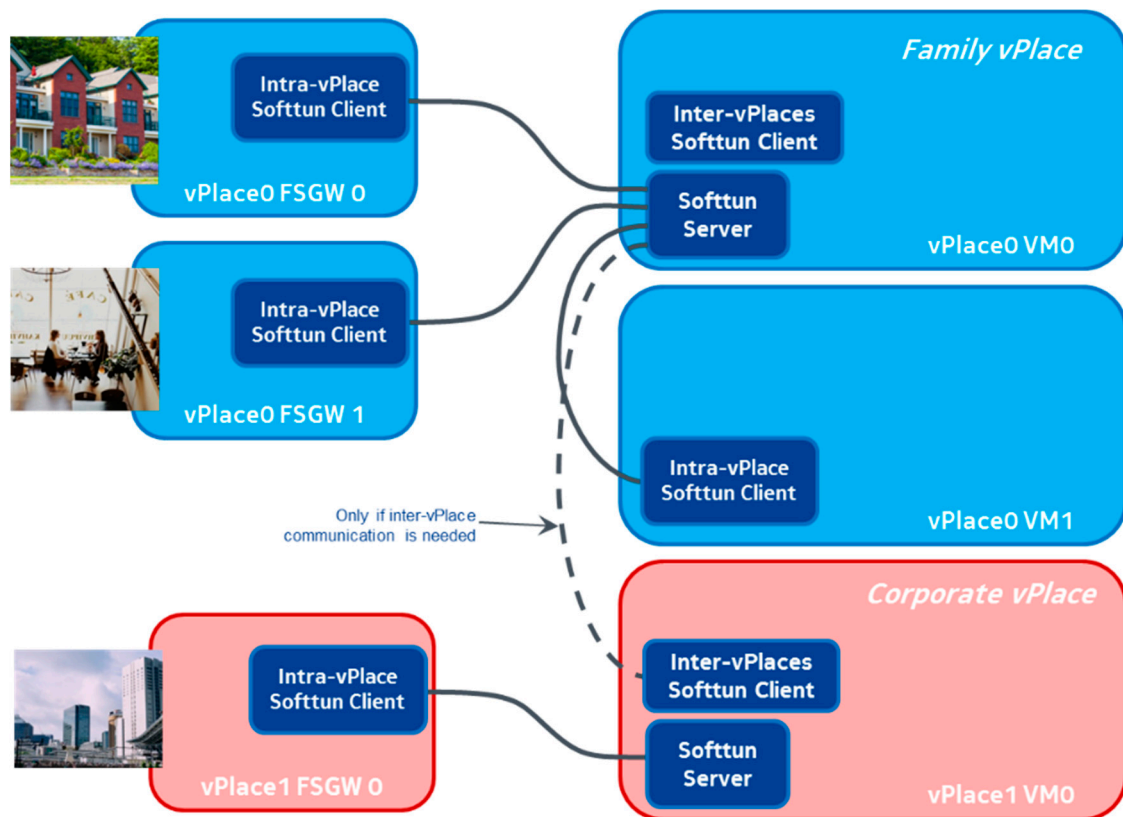 Intra-vPlace
Softtun Client
vPlace0 FSGW 0
Family vPlace
Inter-vPlaces
Softtun Client
Softtun
Server
vPlace0 VM0
Intra-vPlace
Softtun Client
vPlace0 FSGW 1
Intra-vPlace
Softtun Client
vPlace0 VM1
Only if inter-vPlace
communication is needed
Intra-vPlace
Softtun Client
vPlace1 FSGW 0
Corporate vPlace
Inter-vPlaces
Softtun Client
Softtun
Server
vPlace1 VM0